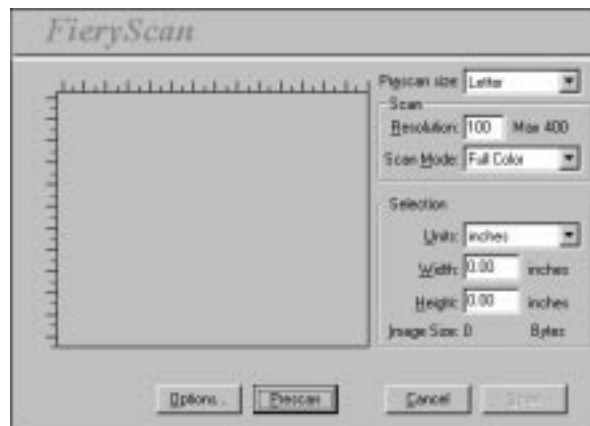 FieryScan
Prescan size: Letter
Scan
Resolution: 100 Max 400
Scan Mode: Full Color
Selection
Units: inches
Width: 0.00 inches
Height: 0.00 inches
Image Size: 0 Bytes
Options... Prescan Cancel